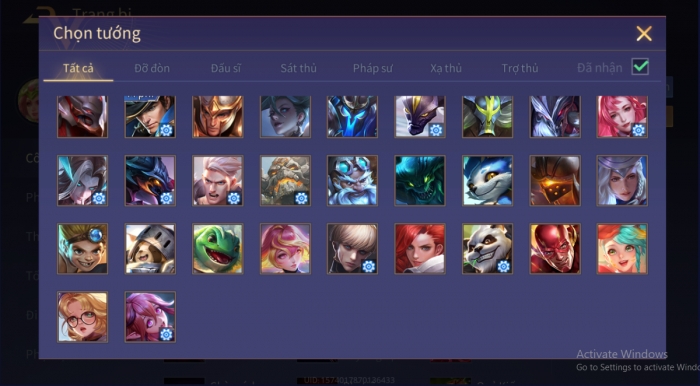 Trang bị
Chọn tướng
Tất cả Đỡ đòn Đấu sĩ Sát thủ Pháp sư Xạ thủ Trợ thủ Đã nhận
Activate Windows
Go to Settings to activate Wind